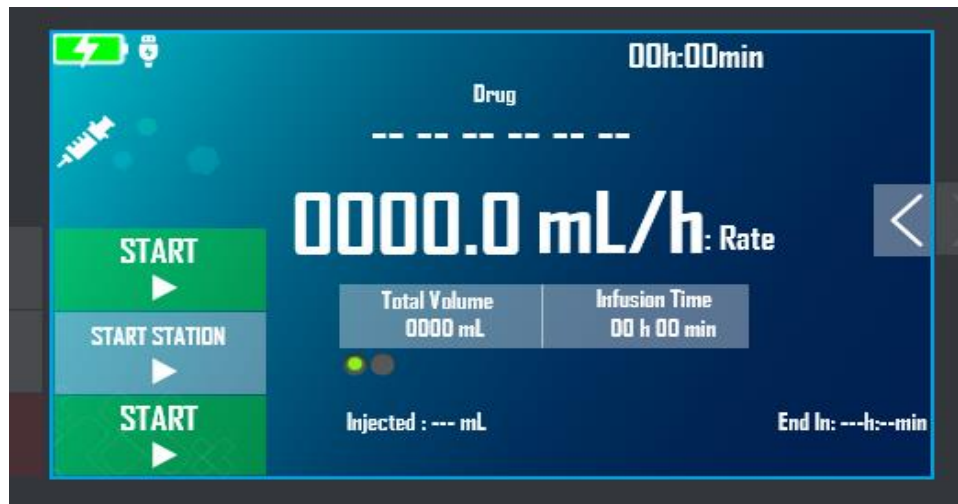 00h:00min
Drug
-- -- -- -- -- --
0000.0 mL/h: Rate
START
Total Volume
Infusion Time
0000 mL
00 h 00 min
START STATION
START
Injected : --- mL
End In: ---h:--min